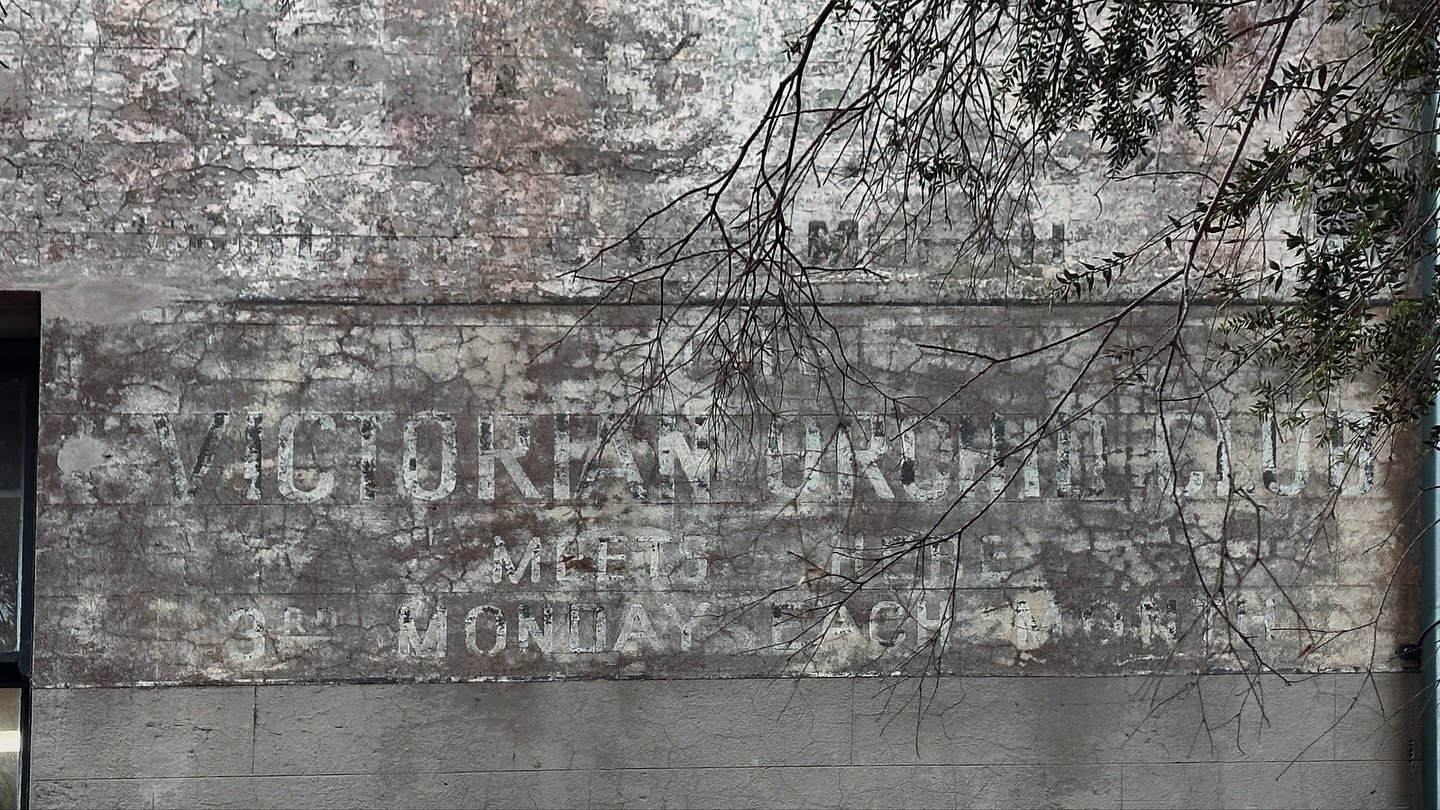 VICTORIAN ORCHID CLUB
MEETS HERE
3RD MONDAY EACH MONTH